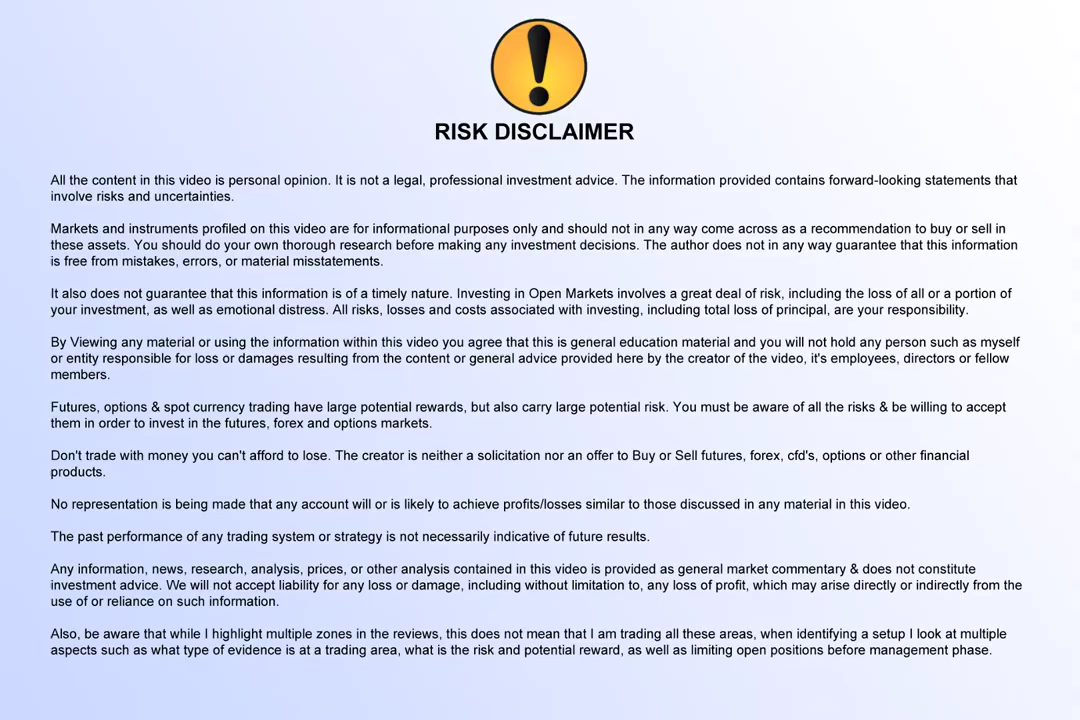 RISK DISCLAIMER
All the content in this video is personal opinion. It is not a legal, professional investment advice. The information provided contains forward-looking statements that
involve risks and uncertainties.
Markets and instruments profiled on this video are for informational purposes only and should not in any way come across as a recommendation to buy or sell in
these assets. You should do your own thorough research before making any investment decisions. The author does not in any way guarantee that this information
is free from mistakes, errors, or material misstatements.
It also does not guarantee that this information is of a timely nature. Investing in Open Markets involves a great deal of risk, including the loss of all or a portion of
your investment, as well as emotional distress. All risks, losses and costs associated with investing, including total loss of principal, are your responsibility.
By Viewing any material or using the information within this video you agree that this is general education material and you will not hold any person such as myself
or entity responsible for loss or damages resulting from the content or general advice provided here by the creator of the video, it's employees, directors or fellow
members.
Futures, options & spot currency trading have large potential rewards, but also carry large potential risk. You must be aware of all the risks & be willing to accept
them in order to invest in the futures, forex and options markets.
Don't trade with money you can't afford to lose. The creator is neither a solicitation nor an offer to Buy or Sell futures, forex, cfd's, options or other financial
products.
No representation is being made that any account will or is likely to achieve profits/losses similar to those discussed in any material in this video.
The past performance of any trading system or strategy is not necessarily indicative of future results.
Any information, news, research, analysis, prices, or other analysis contained in this video is provided as general market commentary & does not constitute
investment advice. We will not accept liability for any loss or damage, including without limitation to, any loss of profit, which may arise directly or indirectly from the
use of or reliance on such information.
Also, be aware that while I highlight multiple zones in the reviews, this does not mean that I am trading all these areas, when identifying a setup I look at multiple
aspects such as what type of evidence is at a trading area, what is the risk and potential reward, as well as limiting open positions before management phase.